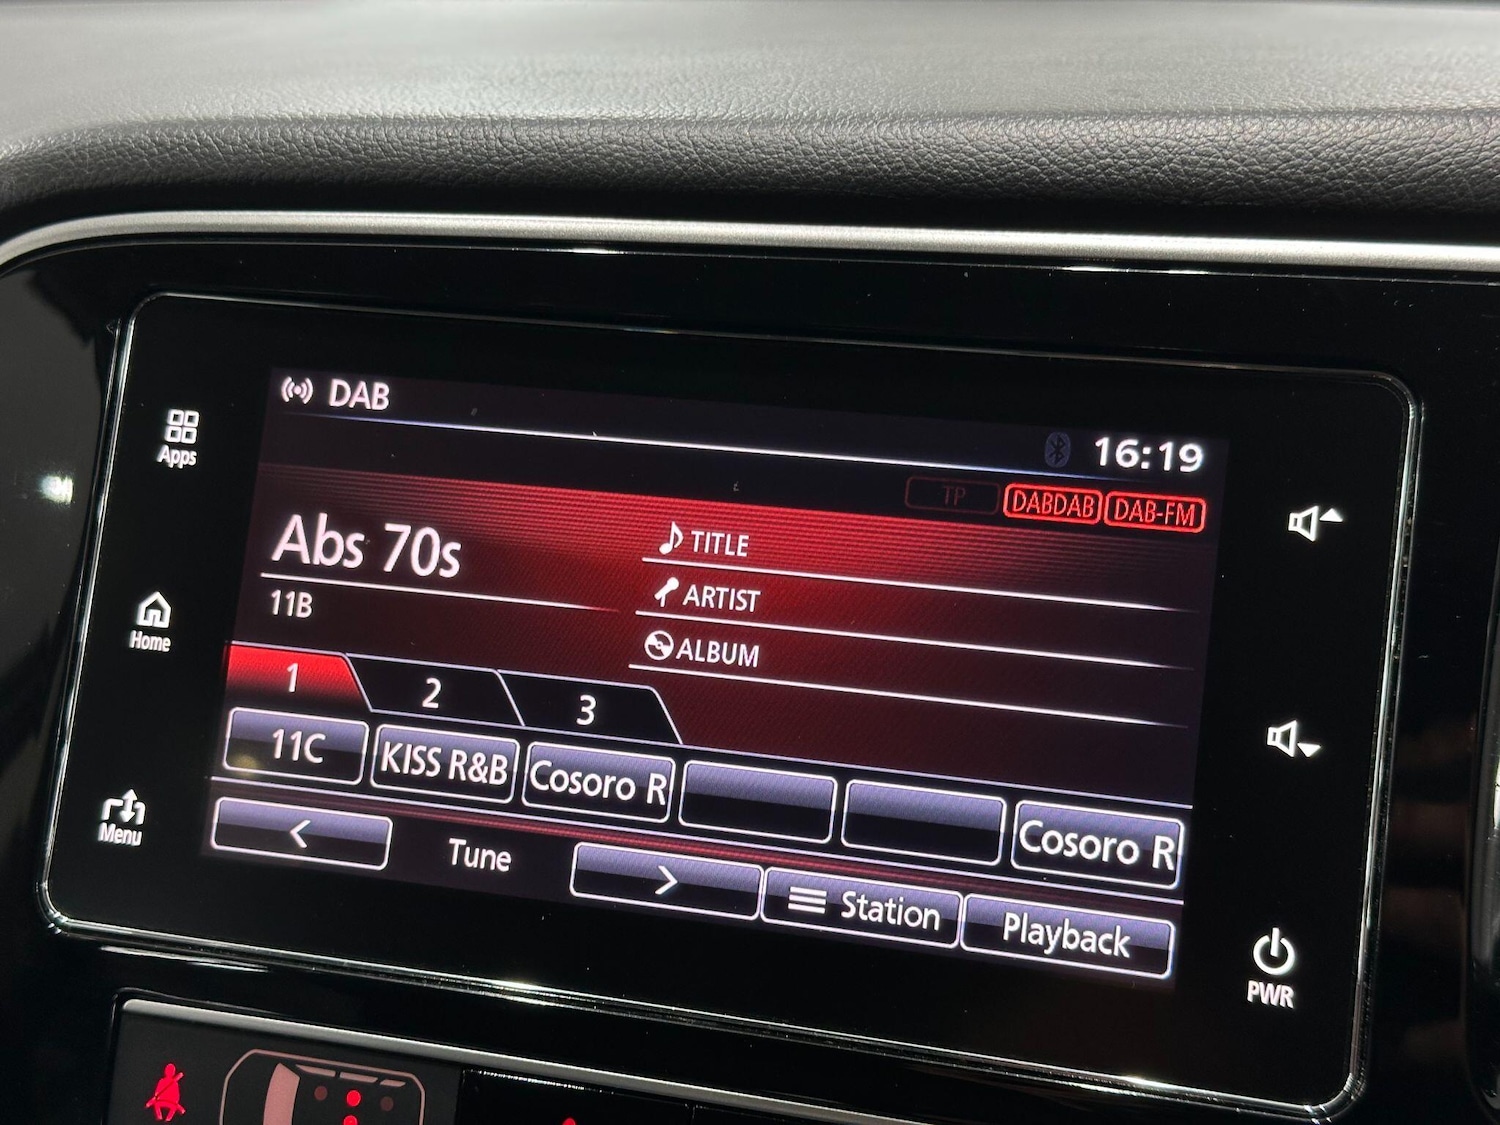 DAB
16:19
TP DABDAB DAB-FM
Abs 70s
11B
TITLE
ARTIST
ALBUM
1 2 3
11C KISS R&B Cosoro R Cosoro R
< Tune > Station Playback
Apps
Home
Menu
PWR